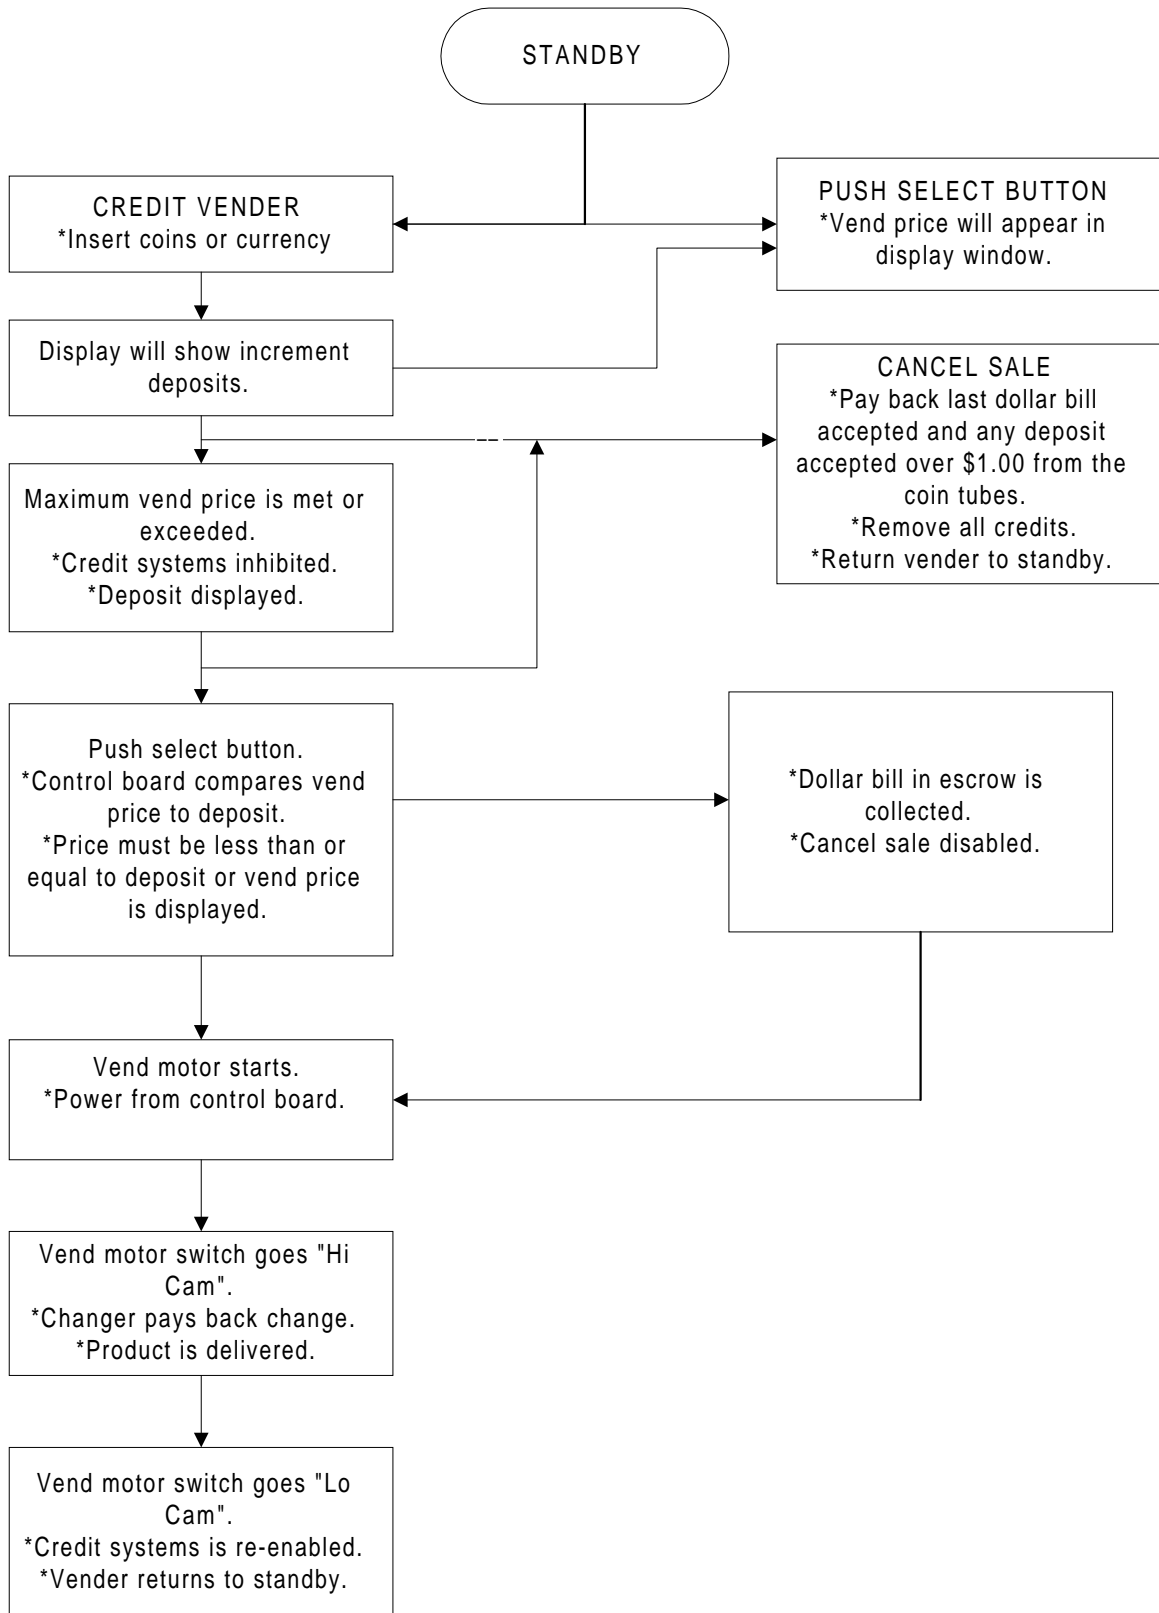 STANDBY
CREDIT VENDER
*Insert coins or currency
PUSH SELECT BUTTON
*Vend price will appear in
display window.
Display will show increment
deposits.
CANCEL SALE
*Pay back last dollar bill
accepted and any deposit
accepted over $1.00 from the
coin tubes.
*Remove all credits.
*Return vender to standby.
Maximum vend price is met or
exceeded.
*Credit systems inhibited.
*Deposit displayed.
Push select button.
*Control board compares vend
price to deposit.
*Price must be less than or
equal to deposit or vend price
is displayed.
*Dollar bill in escrow is
collected.
*Cancel sale disabled.
Vend motor starts.
*Power from control board.
Vend motor switch goes "Hi
Cam".
*Changer pays back change.
*Product is delivered.
Vend motor switch goes "Lo
Cam".
*Credit systems is re-enabled.
*Vender returns to standby.